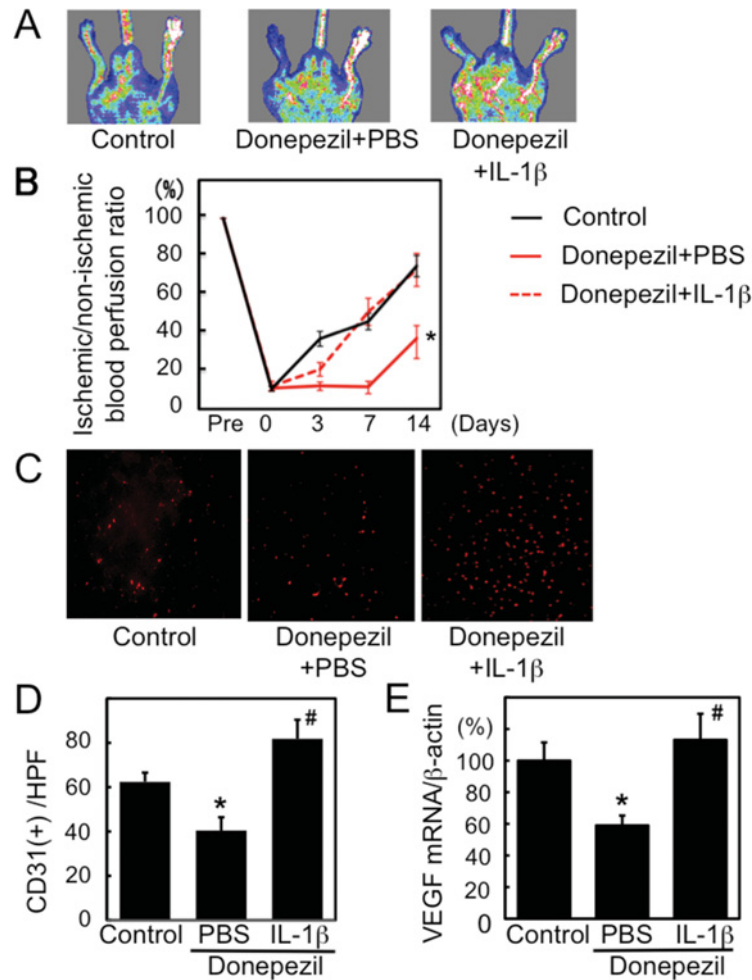 A
Control
Donepezil+PBS
Donepezil
+IL-1β
B
(%)
Ischemic/non-ischemic
blood perfusion ratio
100
80
60
40
20
0
Pre 0 3 7 14 (Days)
*
Control
Donepezil+PBS
Donepezil+IL-1β
C
Control
Donepezil
+PBS
Donepezil
+IL-1β
D
CD31(+) /HPF
80
60
40
0
*
#
Control PBS IL-1β
Donepezil
E
(%)
VEGF mRNA/β-actin
100
80
60
40
20
0
*
#
Control PBS IL-1β
Donepezil